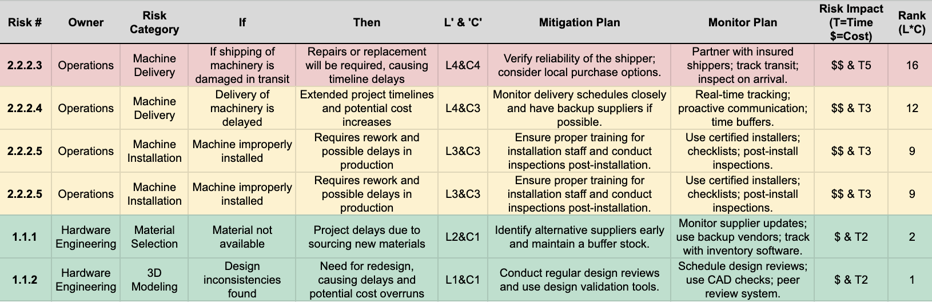 Risk # Owner Risk Category If Then L' & 'C' Mitigation Plan Monitor Plan Risk Impact (T=Time $=Cost) Rank (L*C)
2.2.2.3 Operations Machine Delivery If shipping of machinery is damaged in transit Repairs or replacement will be required, causing timeline delays L4&C4 Verify reliability of the shipper; consider local purchase options. Partner with insured shippers; track transit; inspect on arrival. $$ & T5 16
2.2.2.4 Operations Machine Delivery Delivery of machinery is delayed Extended project timelines and potential cost increases L4&C3 Monitor delivery schedules closely and have backup suppliers if possible. Real-time tracking; proactive communication; time buffers. $$ & T3 12
2.2.2.5 Operations Machine Installation Machine improperly installed Requires rework and possible delays in production L3&C3 Ensure proper training for installation staff and conduct inspections post-installation. Use certified installers; checklists; post-install inspections. $$ & T3 9
2.2.2.5 Operations Machine Installation Machine improperly installed Requires rework and possible delays in production L3&C3 Ensure proper training for installation staff and conduct inspections post-installation. Use certified installers; checklists; post-install inspections. $$ & T3 9
1.1.1 Hardware Engineering Material Selection Material not available Project delays due to sourcing new materials L2&C1 Identify alternative suppliers early and maintain a buffer stock. Monitor supplier updates; use backup vendors; track with inventory software. $ & T2 2
1.1.2 Hardware Engineering 3D Modeling Design inconsistencies found Need for redesign, causing delays and potential cost overruns L1&C1 Conduct regular design reviews and use design validation tools. Schedule design reviews; use CAD checks; peer review system. $ & T2 1